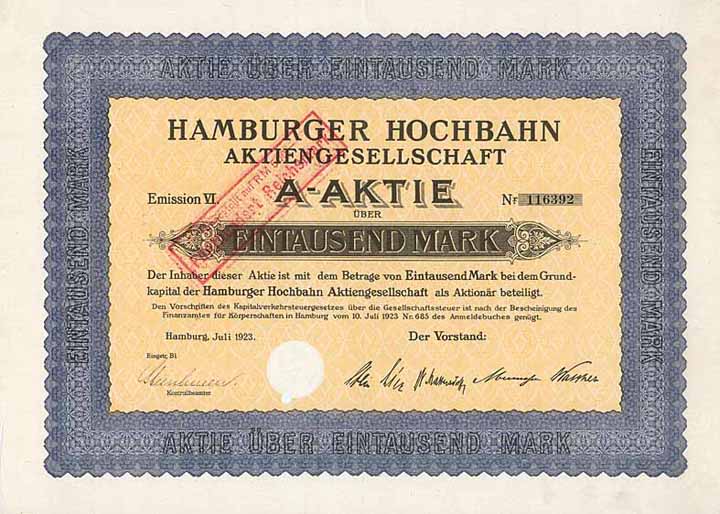 AKTIE ÜBER EINTAUSEND MARK
EINTAUSEND MARK
EINTAUSEND MARK
HAMBURGER HOCHBAHN
AKTIENGESELLSCHAFT
Emission VI.
A-AKTIE
Nr 116392
ÜBER
EINTAUSEND MARK
Der Inhaber dieser Aktie ist mit dem Betrage von Eintausend Mark bei dem Grund-
kapital der Hamburger Hochbahn Aktiengesellschaft als Aktionär beteiligt.
Den Vorschriften des Kapitalverkehrsteuergesetzes über die Gesellschaftssteuer ist nach der Bescheinigung des
Finanzamtes für Körperschaften in Hamburg vom 10. Juli 1923 Nr. 685 des Anmeldebuches genügt.
Hamburg, Juli 1923.
Der Vorstand:
Eingetr. Bl
Kontrollbeamter
AKTIE ÜBER EINTAUSEND MARK